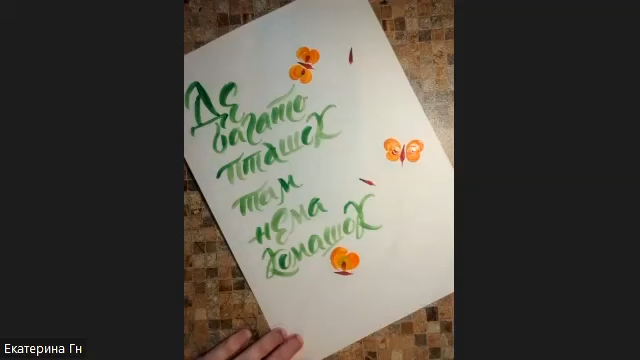 Де
багато
пташок
там
нема
комашок
Екатерина Гн